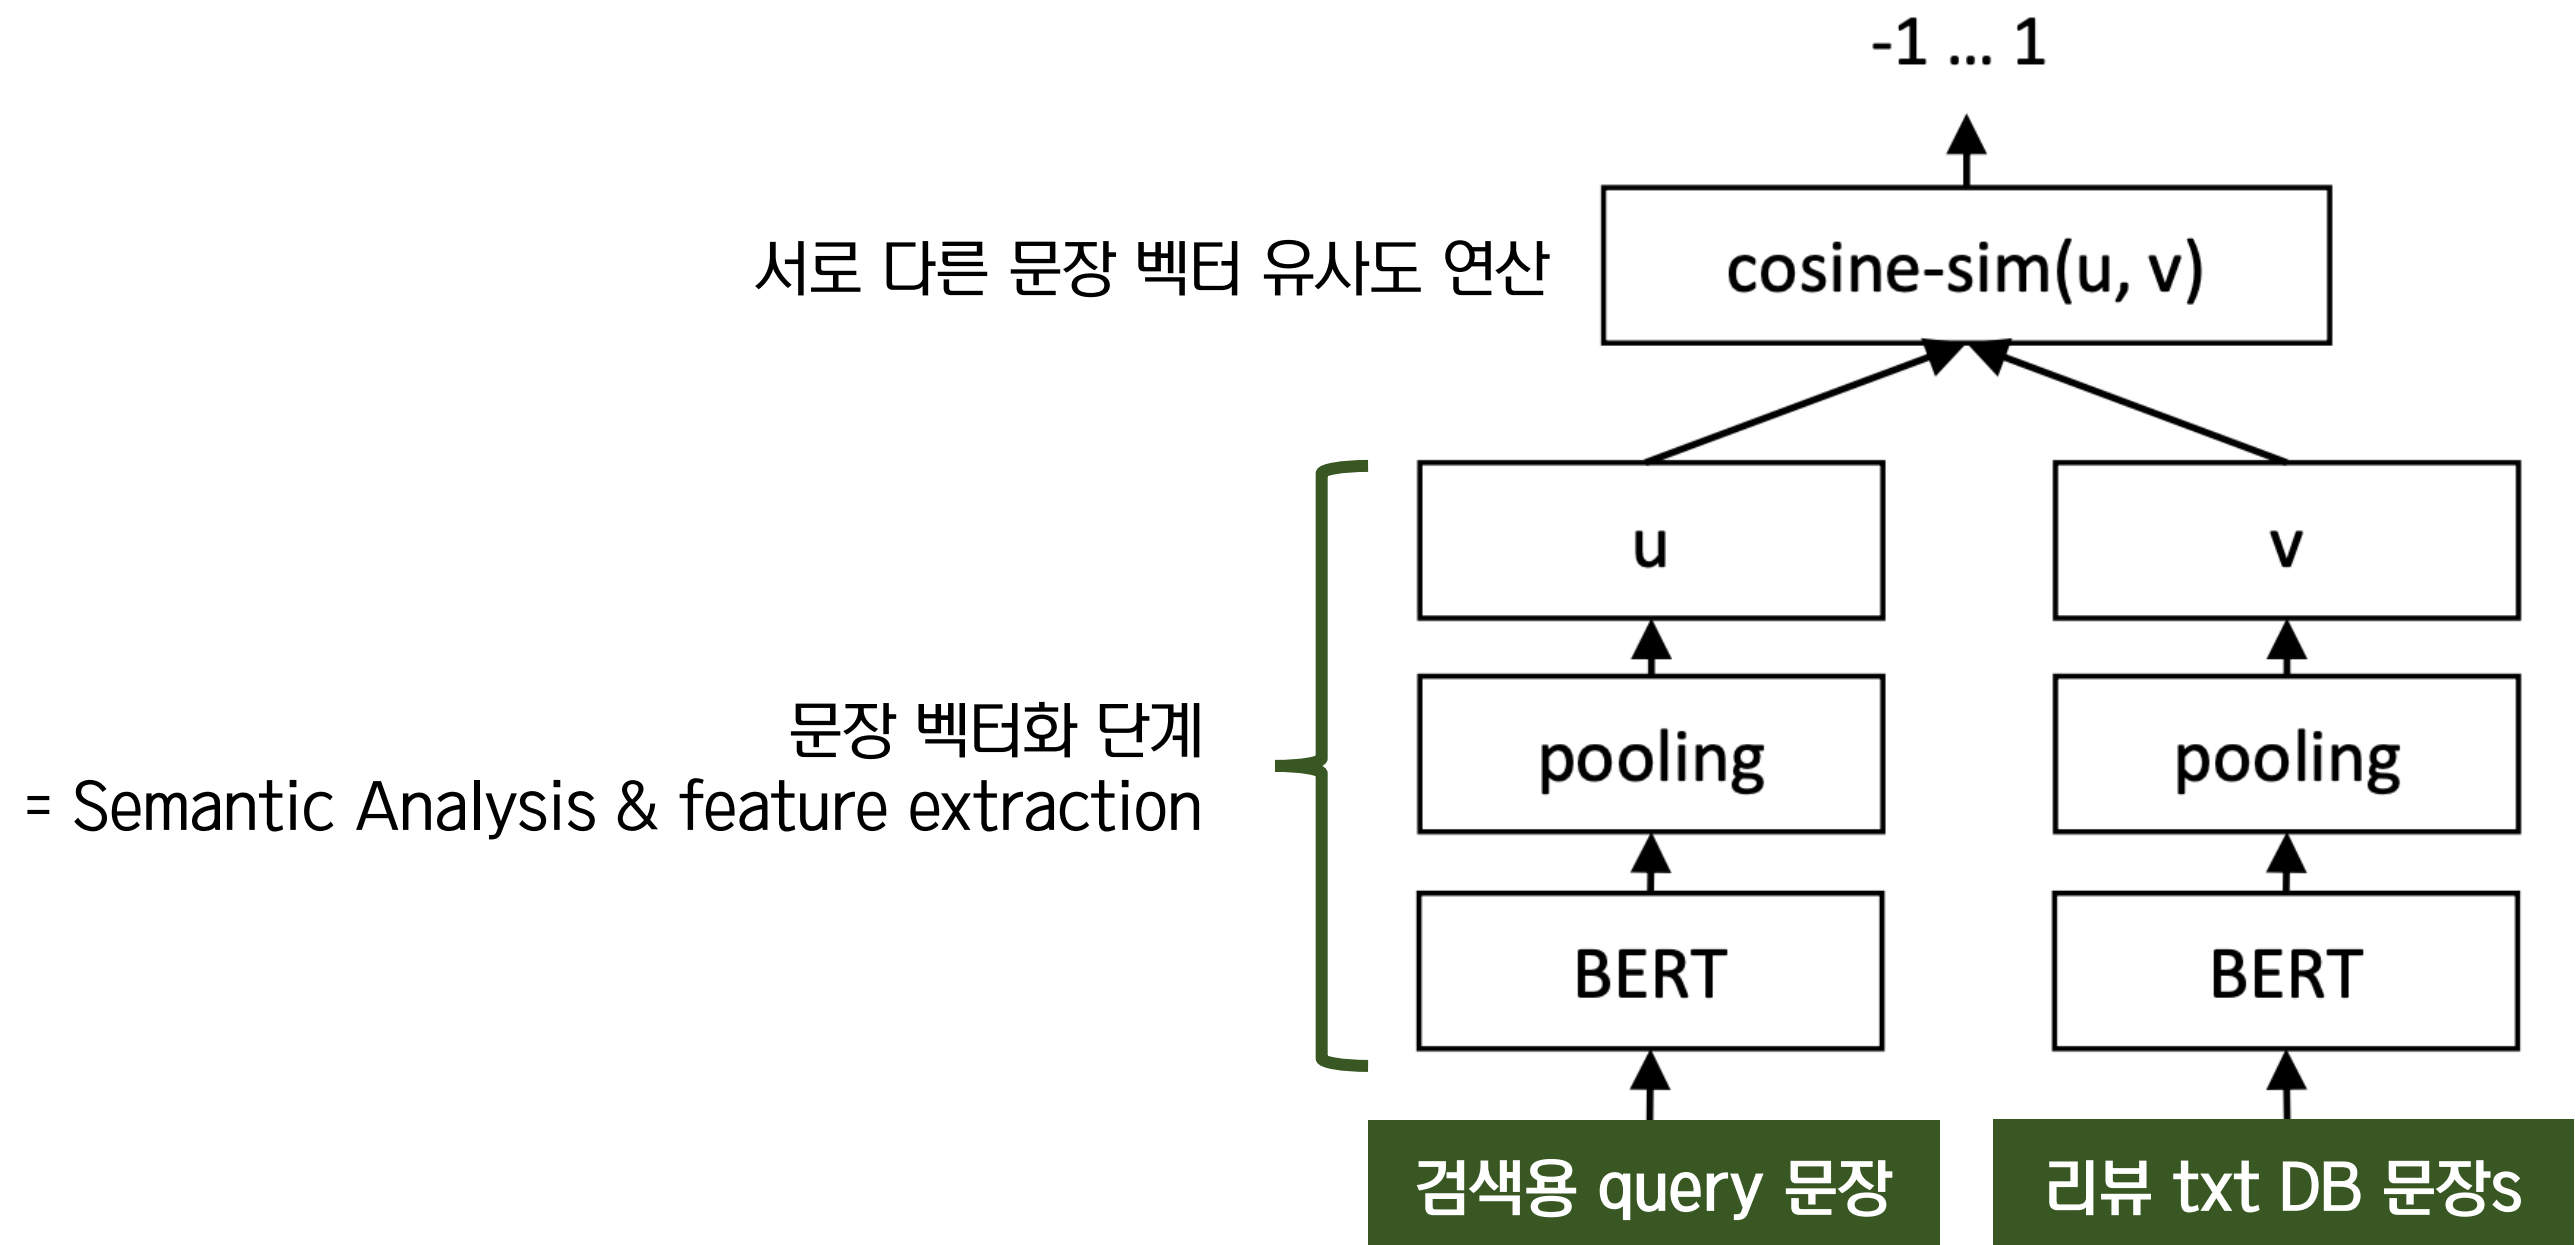 -1 ... 1
서로 다른 문장 벡터 유사도 연산
cosine-sim(u, v)
u
v
문장 벡터화 단계
= Semantic Analysis & feature extraction
pooling
pooling
BERT
BERT
검색용 query 문장
리뷰 txt DB 문장s